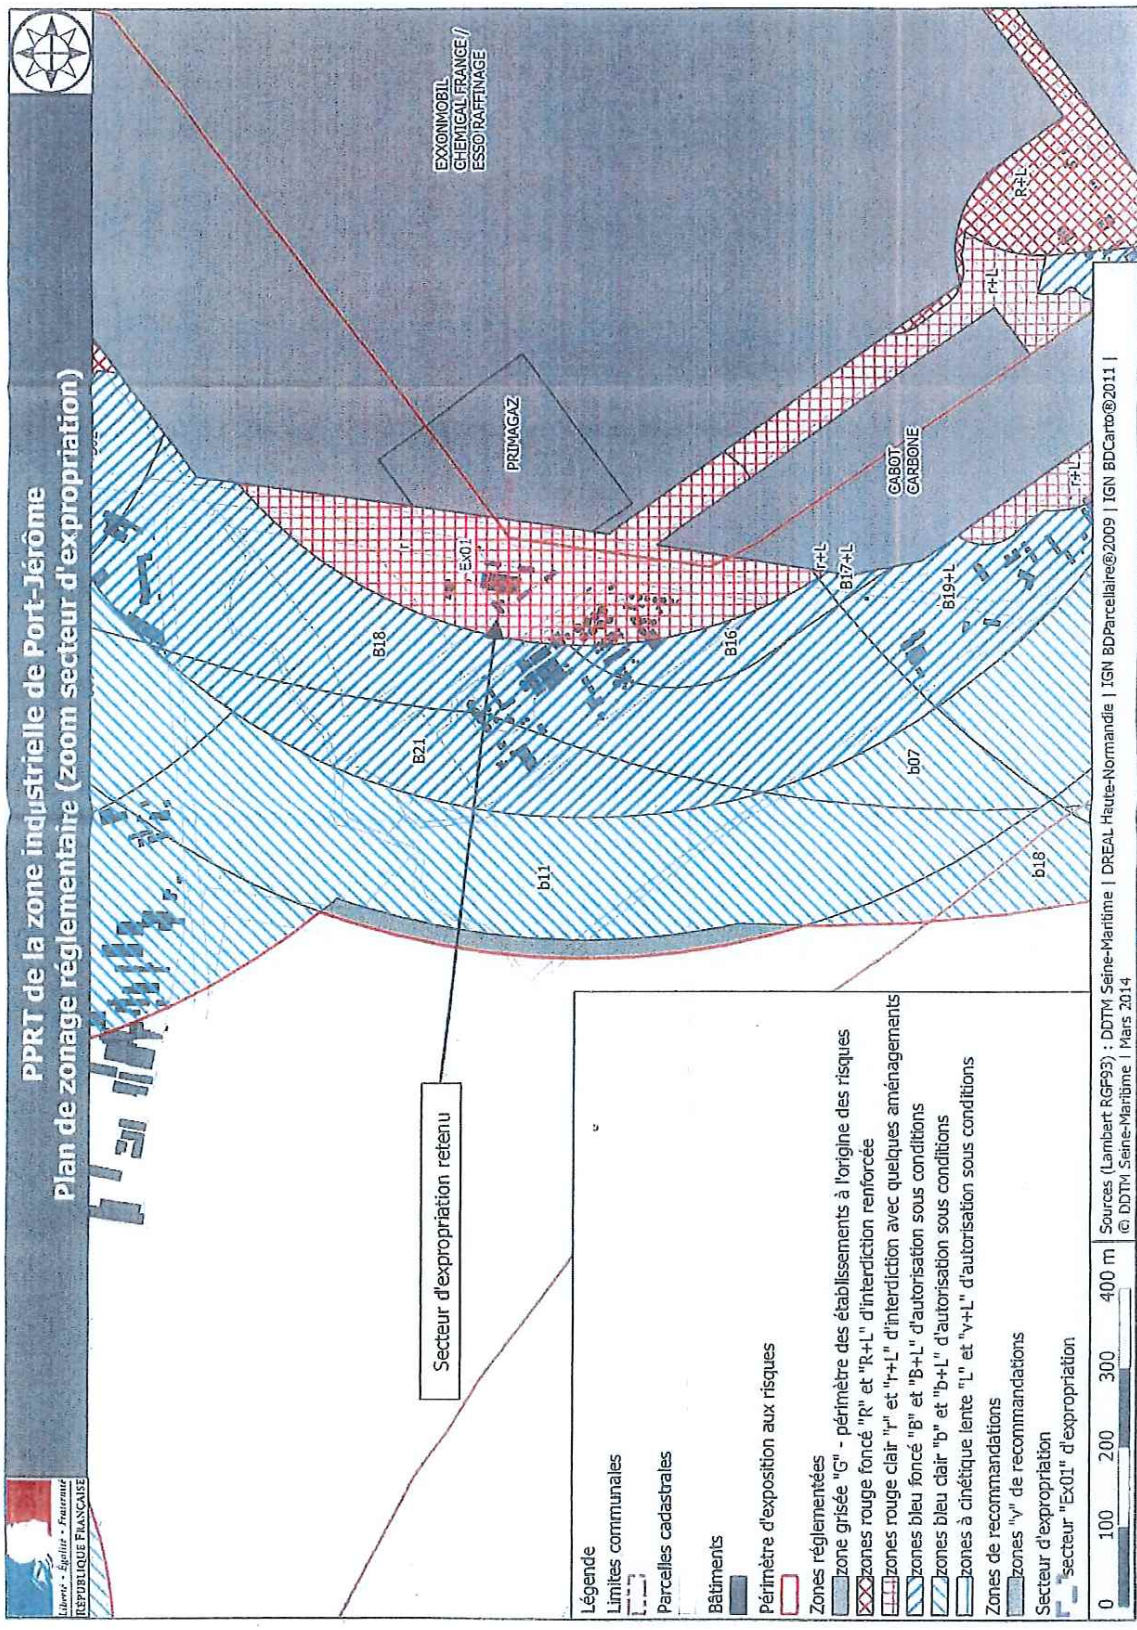 PPRT de la zone industrielle de Port-Jérôme
Plan de zonage réglementaire (zoom secteur d'expropriation)
Liberté • Égalité • Fraternité
RÉPUBLIQUE FRANÇAISE
EXXONMOBIL
CHEMICAL FRANCE /
ESSO RAFFINAGE
PRIMAGAZ
CABOT
CARBONE
R+L
r+L
r+L
r+L
r
Ex01
B18
B21
B16
B17+L
B19+L
b07
b11
b18
Secteur d'expropriation retenu
Légende
Limites communales
Parcelles cadastrales
Bâtiments
Périmètre d'exposition aux risques
Zones réglementées
zone grisée "G" - périmètre des établissements à l'origine des risques
zones rouge foncé "R" et "R+L" d'interdiction renforcée
zones rouge clair "r" et "r+L" d'interdiction avec quelques aménagements
zones bleu foncé "B" et "B+L" d'autorisation sous conditions
zones bleu clair "b" et "b+L" d'autorisation sous conditions
zones à cinétique lente "L" et "v+L" d'autorisation sous conditions
Zones de recommandations
zones "v" de recommandations
Secteur d'expropriation
secteur "Ex01" d'expropriation
0 100 200 300 400 m
Sources (Lambert RGF93) : DDTM Seine-Maritime | DREAL Haute-Normandie | IGN BDParcellaire®2009 | IGN BDCarto®2011 |
© DDTM Seine-Maritime | Mars 2014